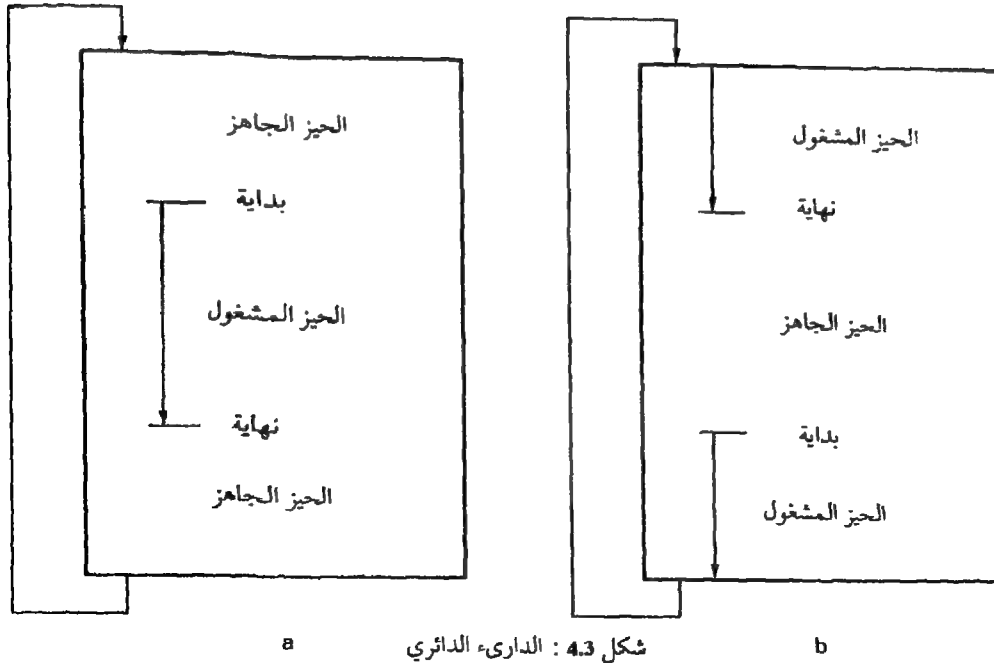 الحيز الجاهز
بداية
الحيز المشغول
نهاية
الحيز الجاهز
a
الحيز المشغول
نهاية
الحيز الجاهز
بداية
الحيز المشغول
b
شكل 4.3 : الدارىء الدائري